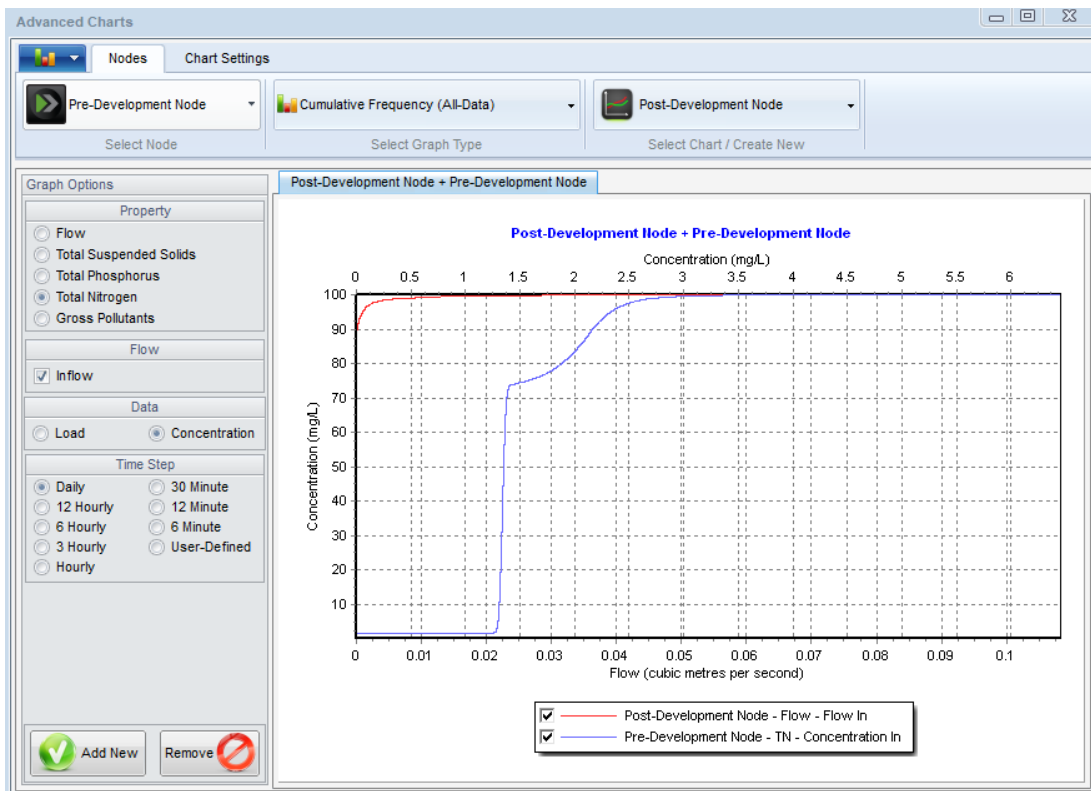 Advanced Charts
Nodes Chart Settings
Pre-Development Node Cumulative Frequency (All-Data) Post-Development Node
Select Node Select Graph Type Select Chart / Create New
Graph Options
Property
Flow
Total Suspended Solids
Total Phosphorus
Total Nitrogen
Gross Pollutants
Flow
Inflow
Data
Load Concentration
Time Step
Daily 30 Minute
12 Hourly 12 Minute
6 Hourly 6 Minute
3 Hourly User-Defined
Hourly
Add New Remove
Post-Development Node + Pre-Development Node
Post-Development Node + Pre-Development Node
Concentration (mg/L)
0 0.5 1 1.5 2 2.5 3 3.5 4 4.5 5 5.5 6
100
90
80
70
60
50
40
30
20
10
Concentration (mg/L)
0 0.01 0.02 0.03 0.04 0.05 0.06 0.07 0.08 0.09 0.1
Flow (cubic metres per second)
Post-Development Node - Flow - Flow In
Pre-Development Node - TN - Concentration In